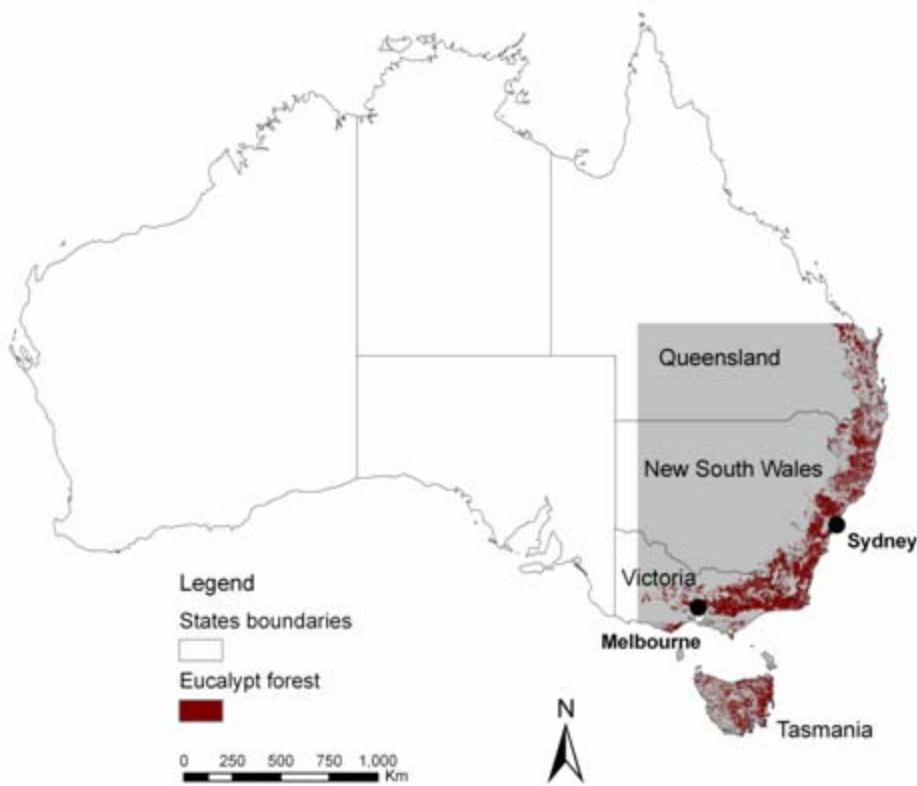 Queensland
New South Wales
Sydney
Victoria
Melbourne
Legend
States boundaries
Eucalypt forest
N
Tasmania
0 250 500 750 1,000
Km